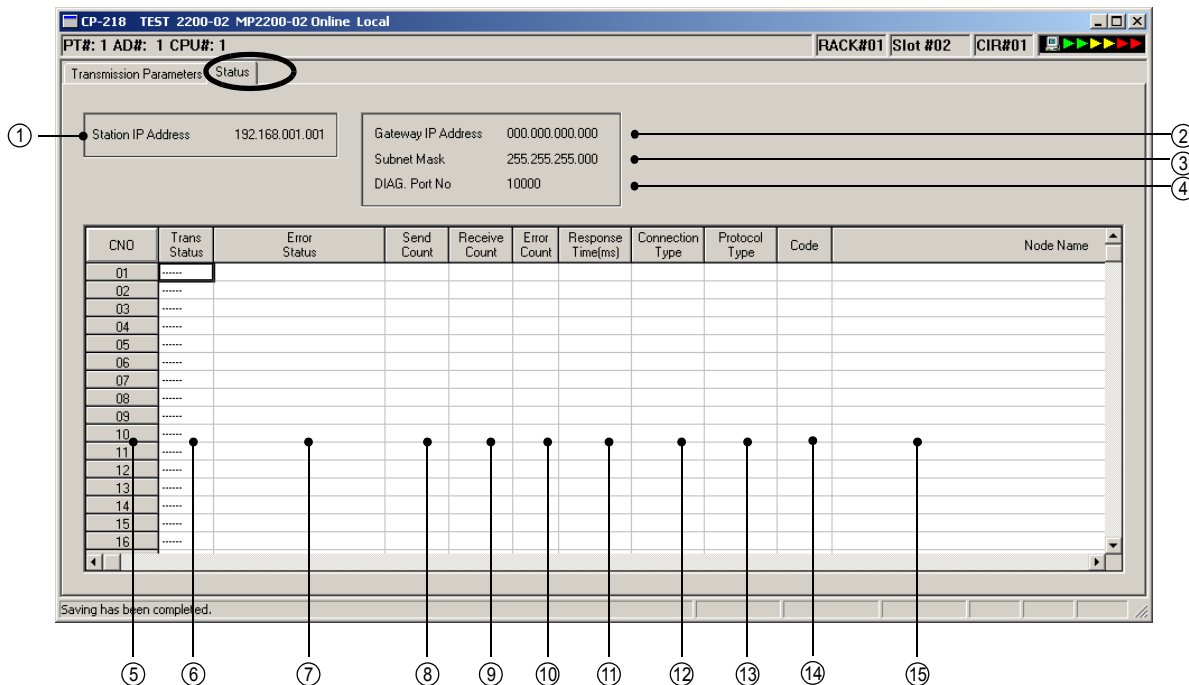 CP-218 TEST 2200-02 MP2200-02 Online Local
PT#: 1 AD#: 1 CPU#: 1 RACK#01 Slot #02 CIR#01
Transmission Parameters Status
① Station IP Address 192.168.001.001 Gateway IP Address 000.000.000.000 ②
Subnet Mask 255.255.255.000 ③
DIAG. Port No 10000 ④
CNO Trans Status Error Status Send Count Receive Count Error Count Response Time(ms) Connection Type Protocol Type Code Node Name
01 ------
02 ------
03 ------
04 ------
05 ------
06 ------
07 ------
08 ------
09 ------
10 ------
11 ------
12 ------
13 ------
14 ------
15 ------
16 ------
Saving has been completed.
⑤ ⑥ ⑦ ⑧ ⑨ ⑩ ⑪ ⑫ ⑬ ⑭ ⑮